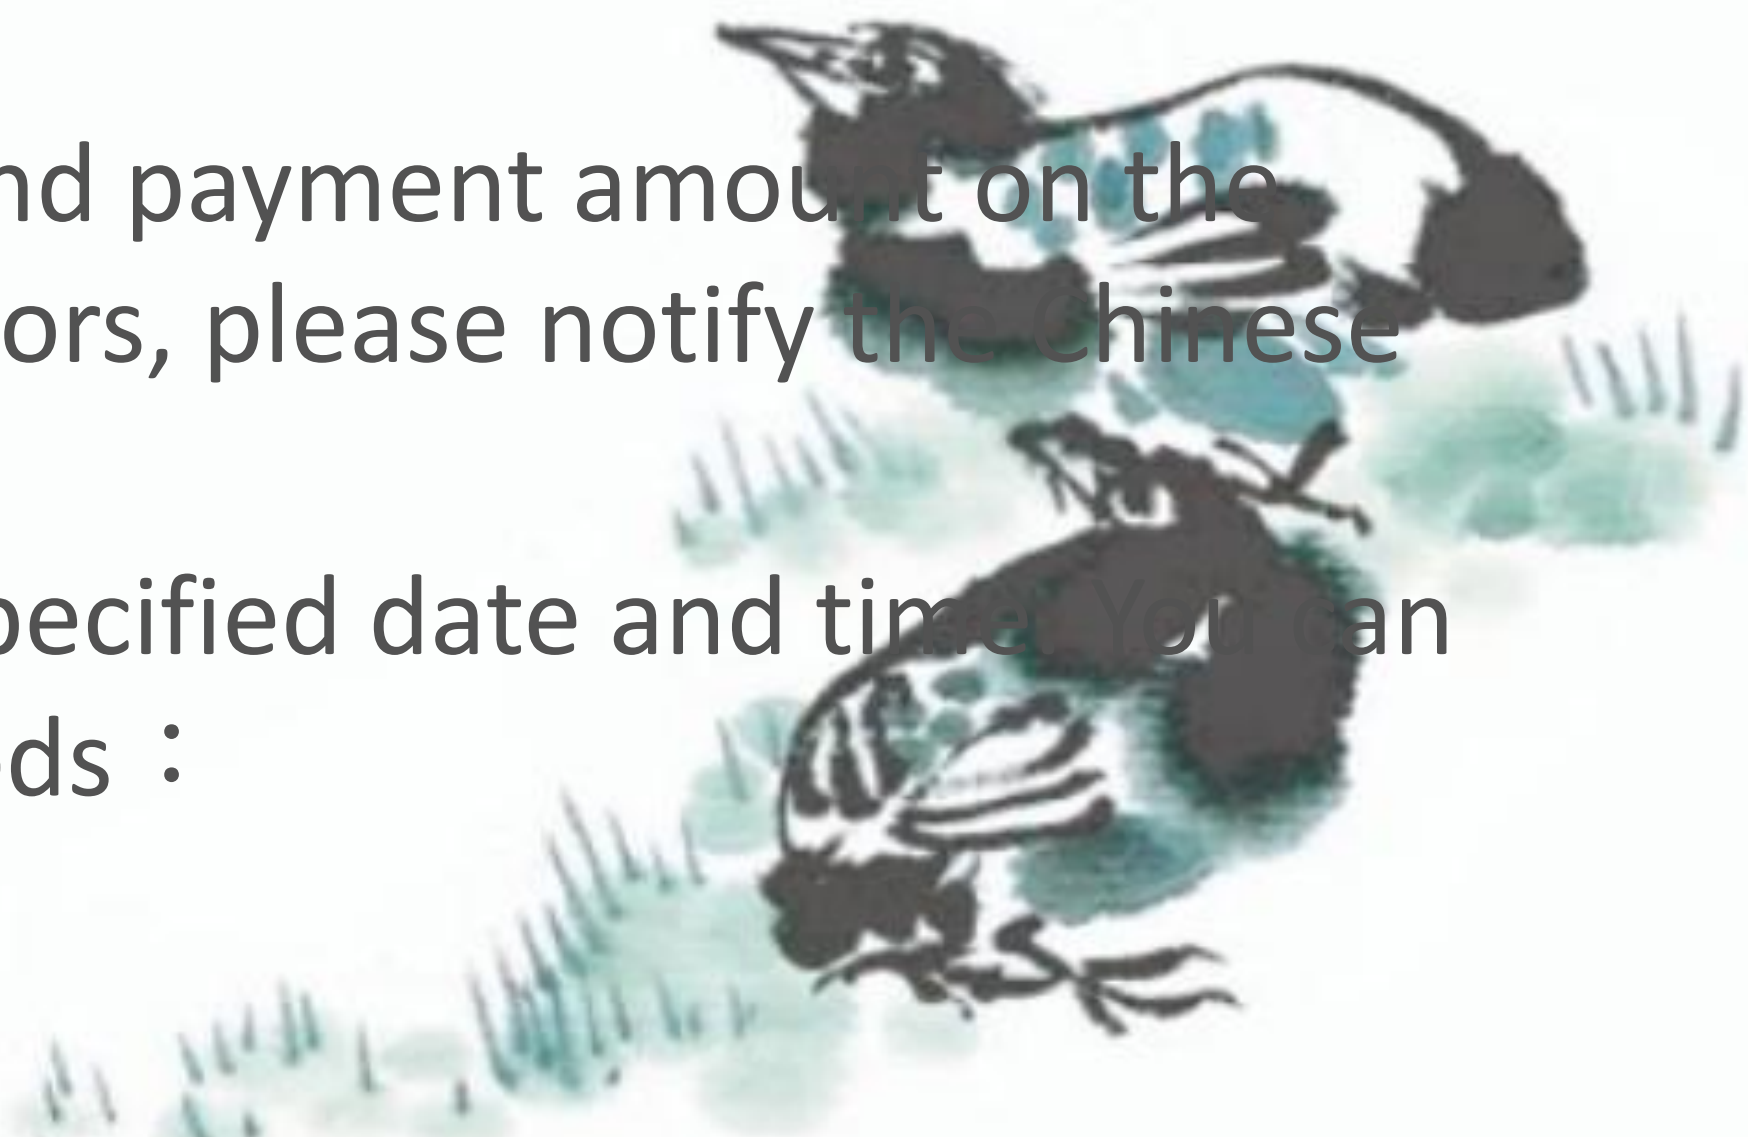 nd payment amount on the
ors, please notify the Chinese
pecified date and time. You can
ds：